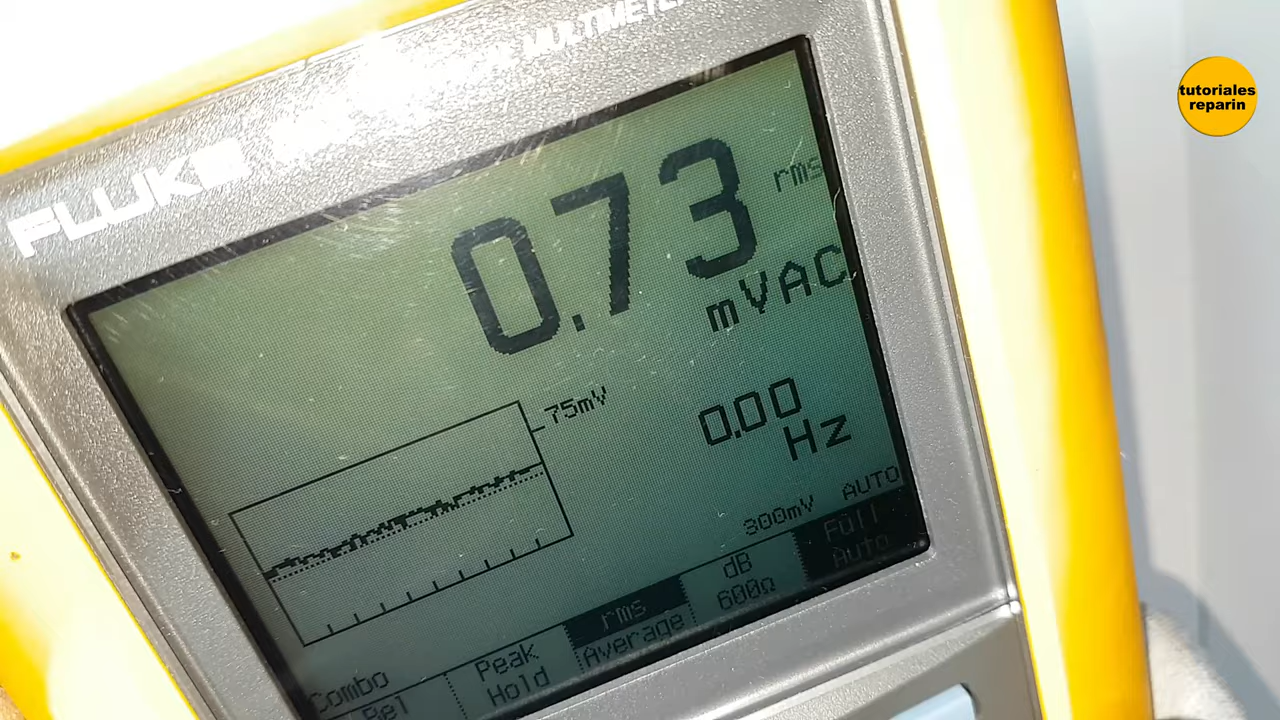 MULTIMETER
FLUKE
tutoriales
reparin
0.73
rms
mVAC
75mV
0.00
Hz
300mV AUTO
Combo
Rel
Peak
Hold
rms
Average
dB
600Ω
Full
Auto